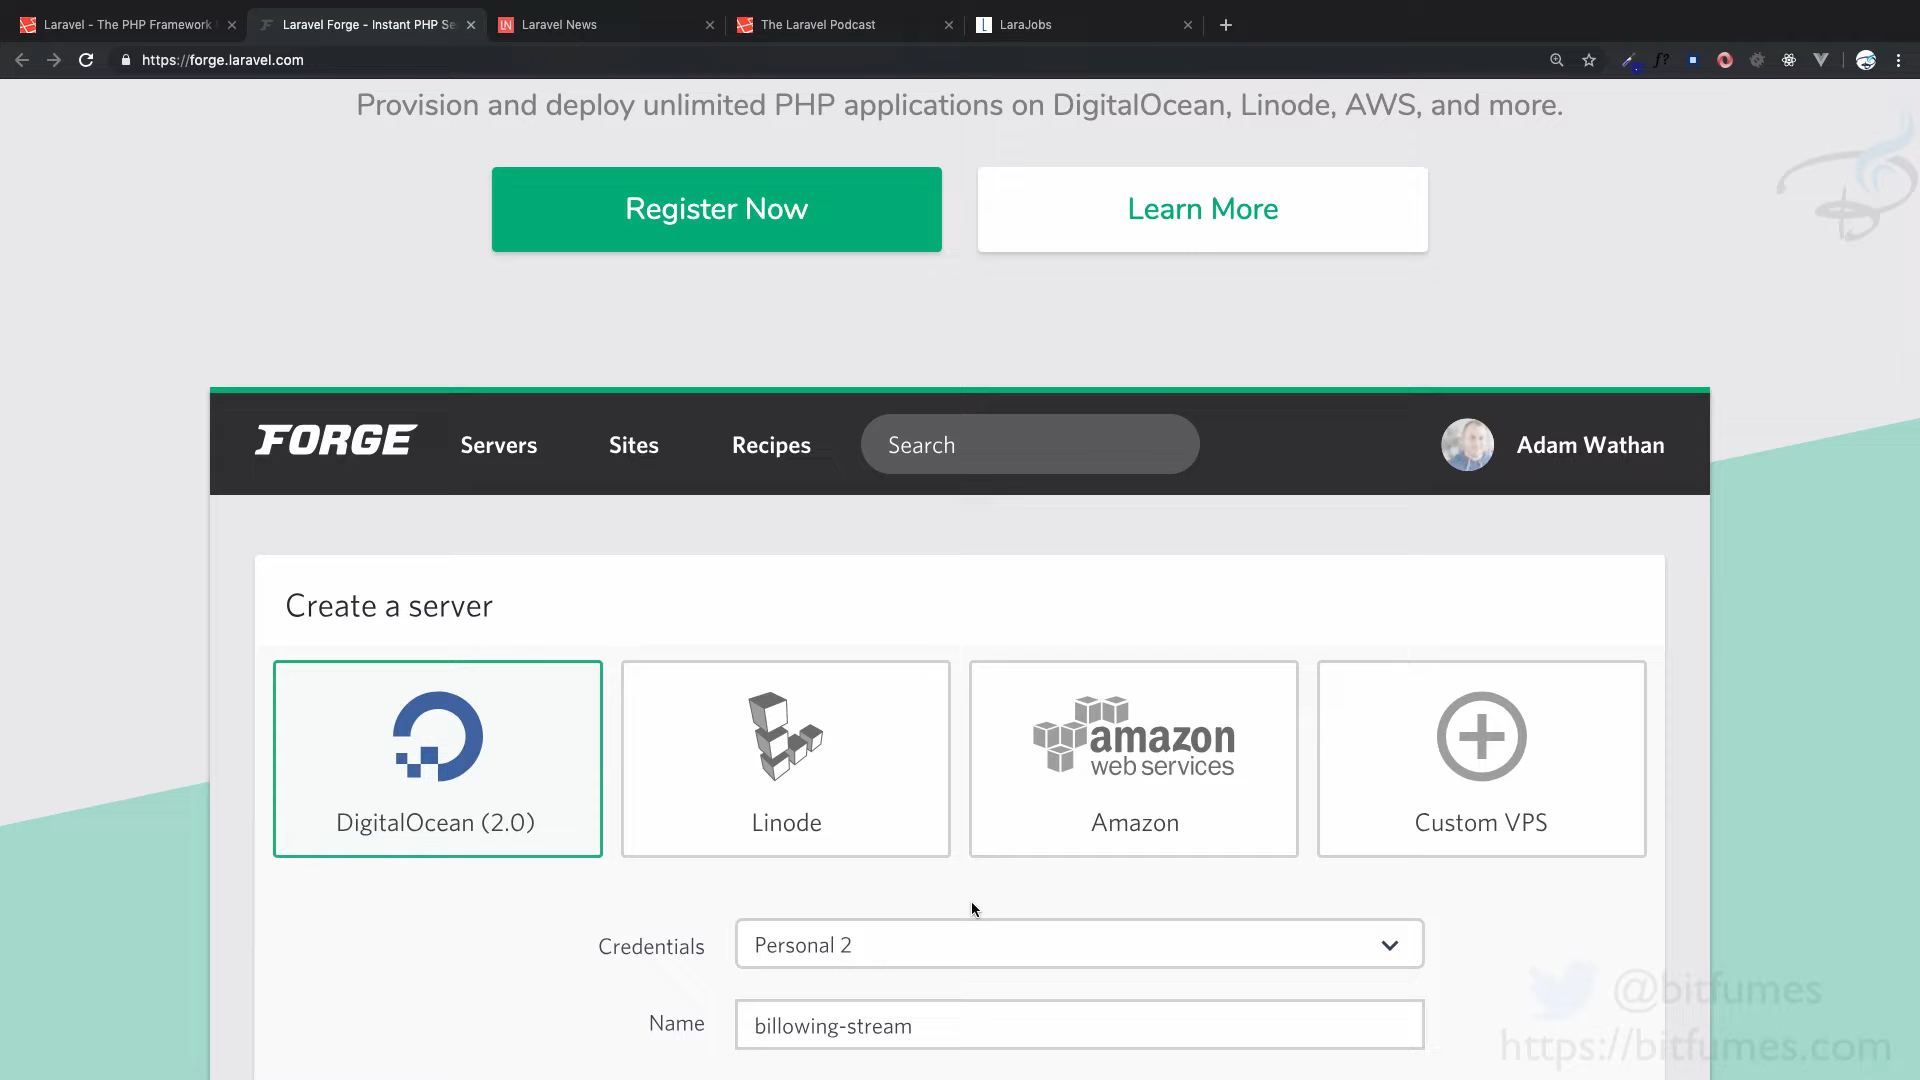 Laravel - The PHP Framework
Laravel Forge - Instant PHP Se
LN
Laravel News
The Laravel Podcast
L
LaraJobs
https://forge.laravel.com
f?
Provision and deploy unlimited PHP applications on DigitalOcean, Linode, AWS, and more.
Register Now
Learn More
FORGE
Servers
Sites
Recipes
Search
Adam Wathan
Create a server
amazon
web services
DigitalOcean (2.0)
Linode
Amazon
Custom VPS
Credentials
Personal 2
Name
billowing-stream
@bitfumes
https://bitfumes.com